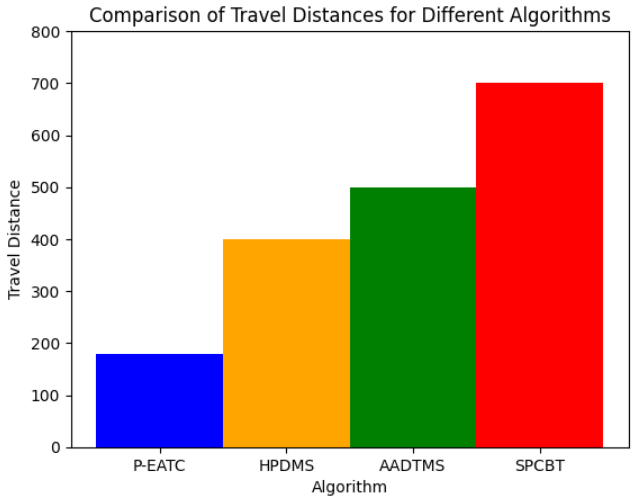 Comparison of Travel Distances for Different Algorithms
800
700
600
500
400
300
200
100
0
Travel Distance
P-EATC HPDMS AADTMS SPCBT
Algorithm